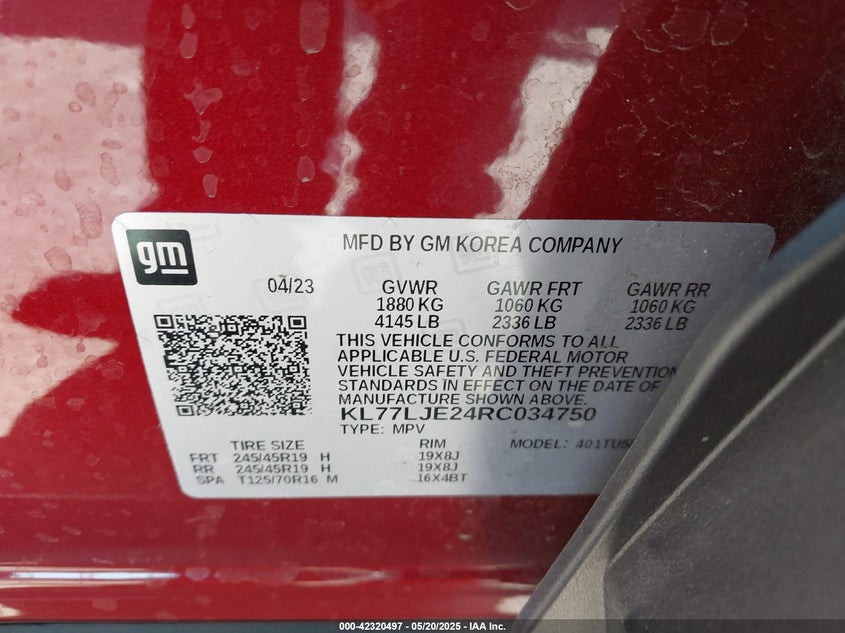 gm
MFD BY GM KOREA COMPANY
04/23 GVWR GAWR FRT GAWR RR
1880 KG 1060 KG 1060 KG
4145 LB 2336 LB 2336 LB
THIS VEHICLE CONFORMS TO ALL
APPLICABLE U.S. FEDERAL MOTOR
VEHICLE SAFETY AND THEFT PREVENTION
STANDARDS IN EFFECT ON THE DATE OF
MANUFACTURE SHOWN ABOVE.
KL77LJE24RC034750
TYPE: MPV MODEL:
TIRE SIZE RIM
FRT 245/45R19 H 19X8J
RR 245/45R19 H 19X8J
SPA T125/70R16 M 16X4BT
000-42320497 - 05/20/2025 - IAA Inc.